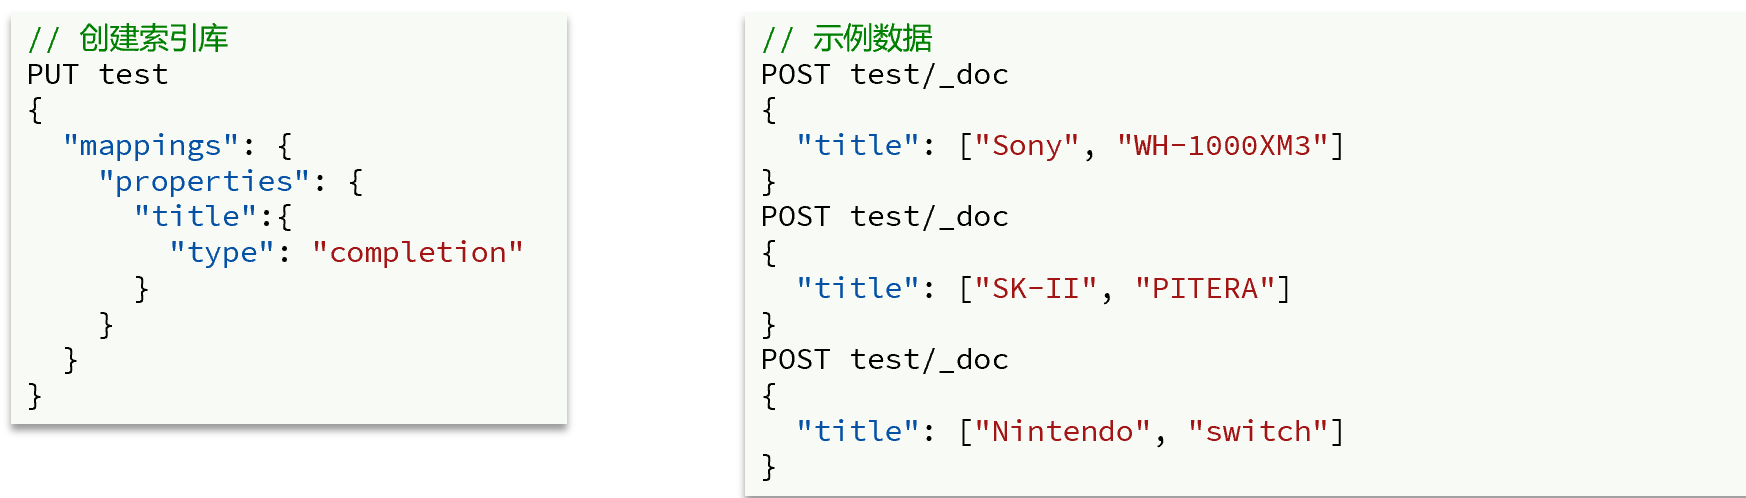 // 创建索引库
PUT test
{
  "mappings": {
    "properties": {
      "title":{
        "type": "completion"
      }
    }
  }
}
// 示例数据
POST test/_doc
{
  "title": ["Sony", "WH-1000XM3"]
}
POST test/_doc
{
  "title": ["SK-II", "PITERA"]
}
POST test/_doc
{
  "title": ["Nintendo", "switch"]
}